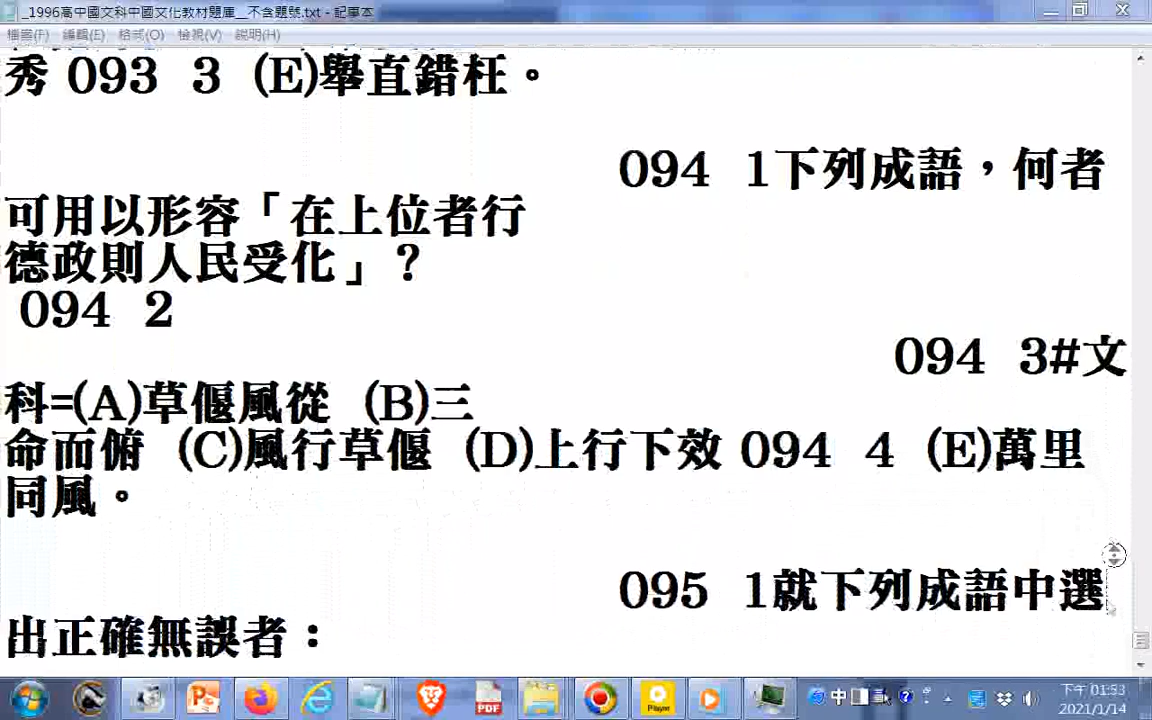 _1996高中國文科中國文化教材題庫__不含題號.txt - 記事本
檔案(F) 編輯(E) 格式(O) 檢視(V) 說明(H)
秀 093 3 (E)舉直錯枉。
094 1下列成語，何者
可用以形容「在上位者行
德政則人民受化」？
094 2
094 3#文
科=(A)草偃風從 (B)三
命而俯 (C)風行草偃 (D)上行下效 094 4 (E)萬里
同風。
095 1就下列成語中選
出正確無誤者：
PDF
Player
中
下午 01:53
2021/1/14